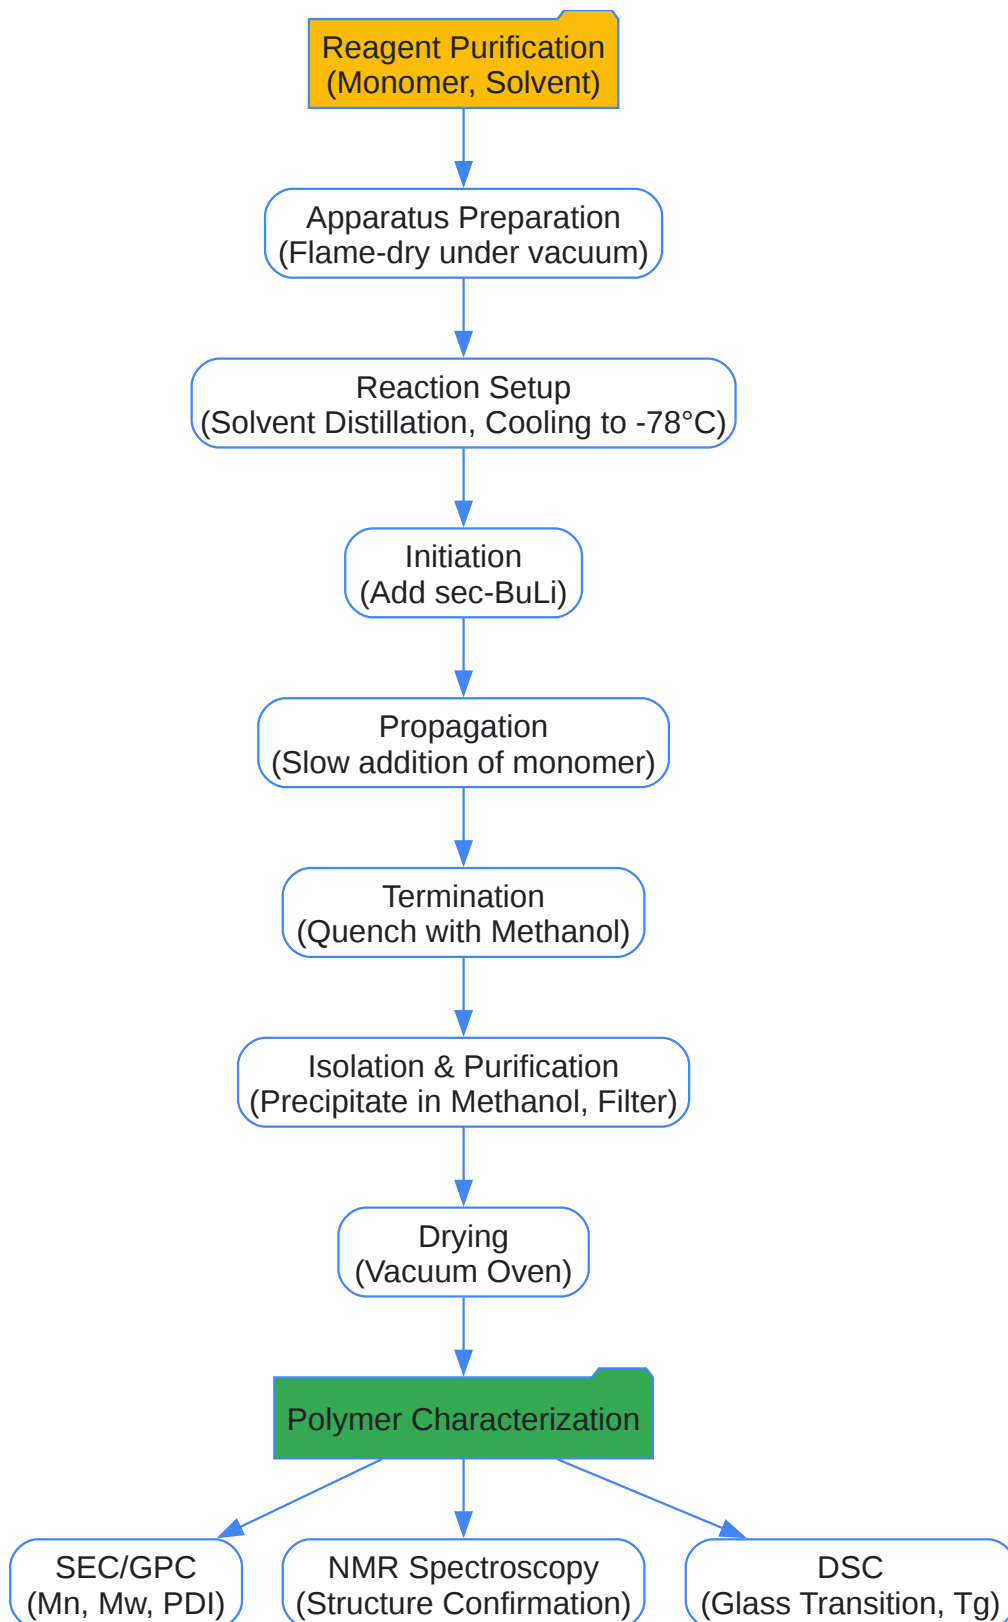 Reagent Purification
(Monomer, Solvent)
Apparatus Preparation
(Flame-dry under vacuum)
Reaction Setup
(Solvent Distillation, Cooling to -78°C)
Initiation
(Add sec-BuLi)
Propagation
(Slow addition of monomer)
Termination
(Quench with Methanol)
Isolation & Purification
(Precipitate in Methanol, Filter)
Drying
(Vacuum Oven)
Polymer Characterization
SEC/GPC
(Mn, Mw, PDI)
NMR Spectroscopy
(Structure Confirmation)
DSC
(Glass Transition, Tg)